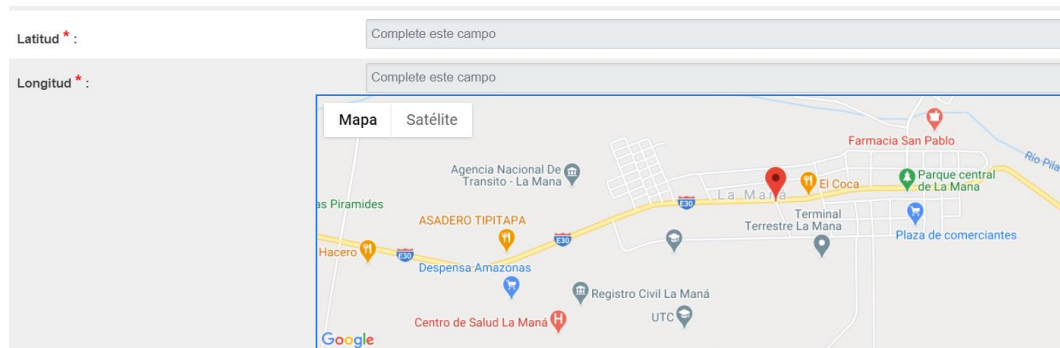 Latitud * :
Complete este campo
Longitud * :
Complete este campo
Mapa Satélite
Farmacia San Pablo
Agencia Nacional De
Transito - La Mana
Parque central
de La Mana
El Coca
La Maná
as Piramides
E30
ASADERO TIPITAPA
Terminal
Terrestre La Mana
Plaza de comerciantes
E30
Hacero
E30
Despensa Amazonas
Registro Civil La Maná
UTC
Centro de Salud La Maná
H
Google